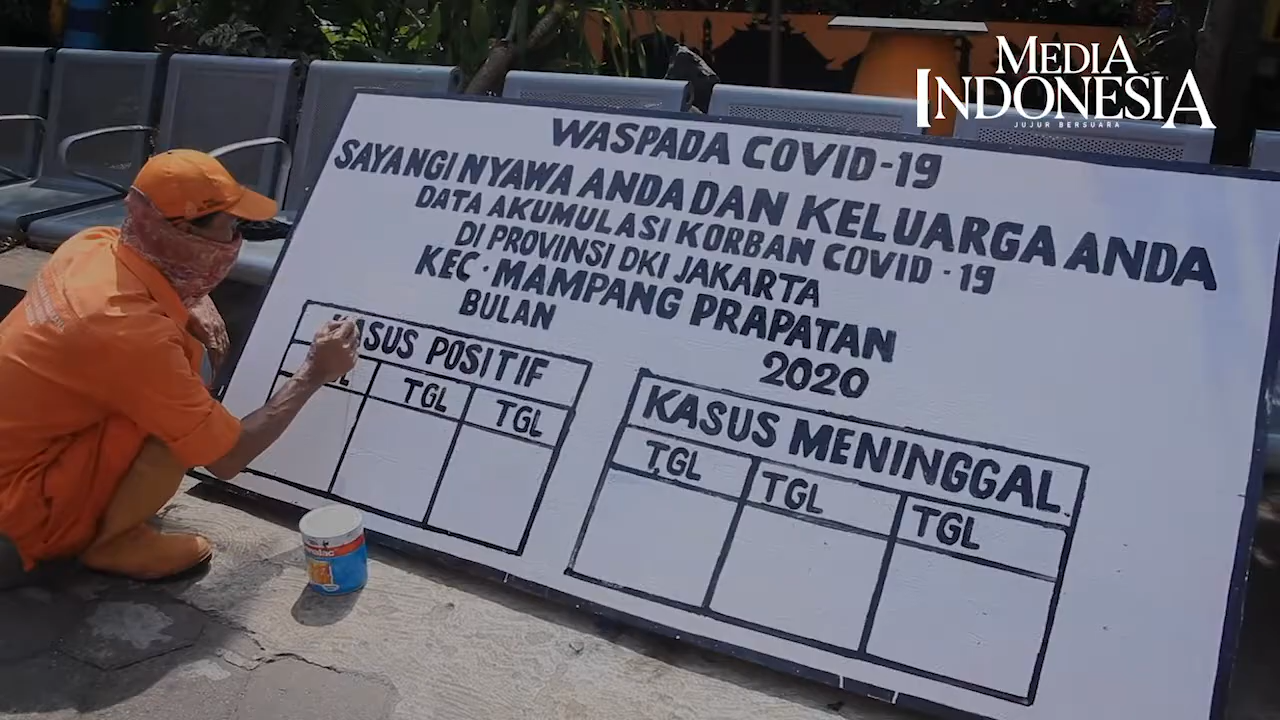 MEDIA
INDONESIA
JUJUR BERSUARA
WASPADA COVID-19
SAYANGI NYAWA ANDA DAN KELUARGA ANDA
DATA AKUMULASI KORBAN COVID-19
DI PROVINSI DKI JAKARTA
KEC. MAMPANG PRAPATAN
BULAN 2020
KASUS POSITIF
TGL TGL
KASUS MENINGGAL
TGL TGL TGL